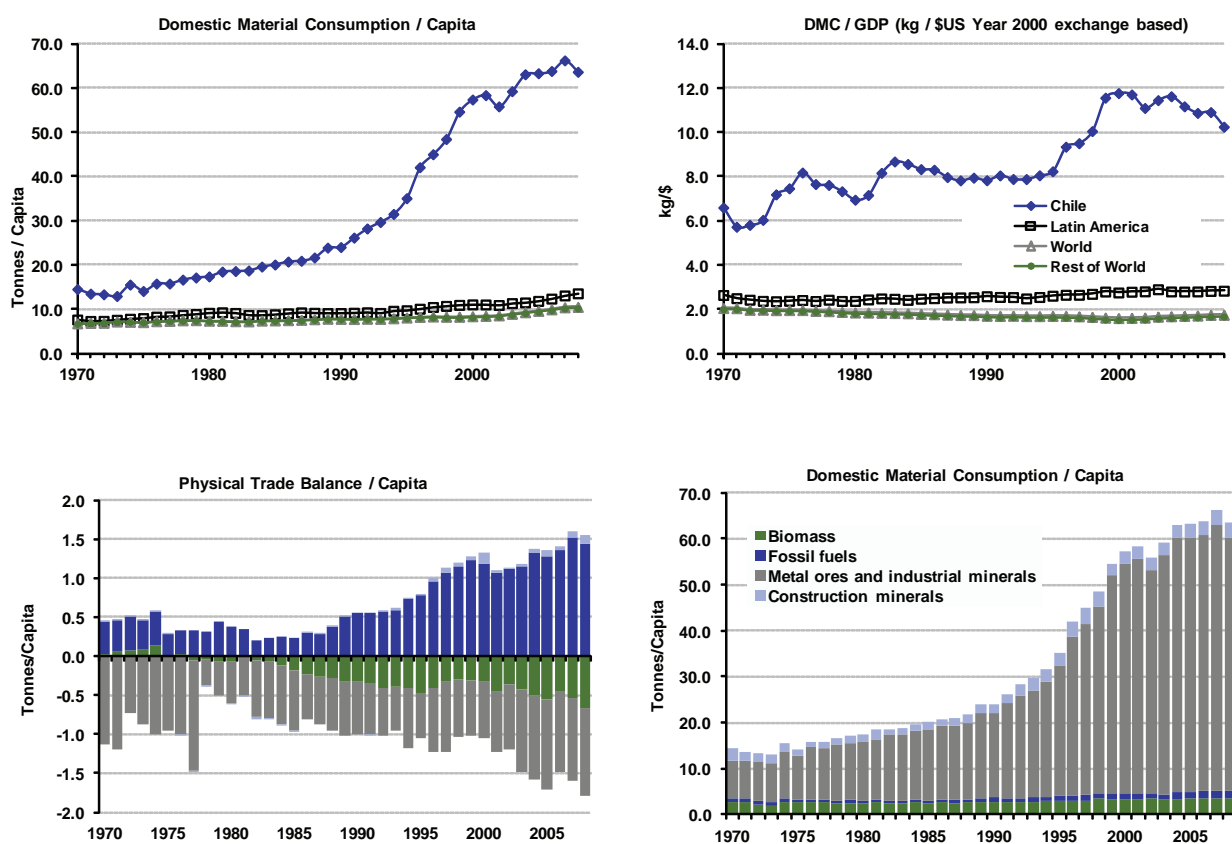 Domestic Material Consumption / Capita
70.0
60.0
50.0
40.0
30.0
20.0
10.0
0.0
Tonnes / Capita
1970 1980 1990 2000
DMC / GDP (kg / $US Year 2000 exchange based)
14.0
12.0
10.0
8.0
6.0
4.0
2.0
0.0
kg/$
Chile
Latin America
World
Rest of World
1970 1980 1990 2000
Physical Trade Balance / Capita
2.0
1.5
1.0
0.5
0.0
-0.5
-1.0
-1.5
-2.0
Tonnes/Capita
1970 1975 1980 1985 1990 1995 2000 2005
Domestic Material Consumption / Capita
70.0
60.0
50.0
40.0
30.0
20.0
10.0
0.0
Tonnes/Capita
Biomass
Fossil fuels
Metal ores and industrial minerals
Construction minerals
1970 1975 1980 1985 1990 1995 2000 2005